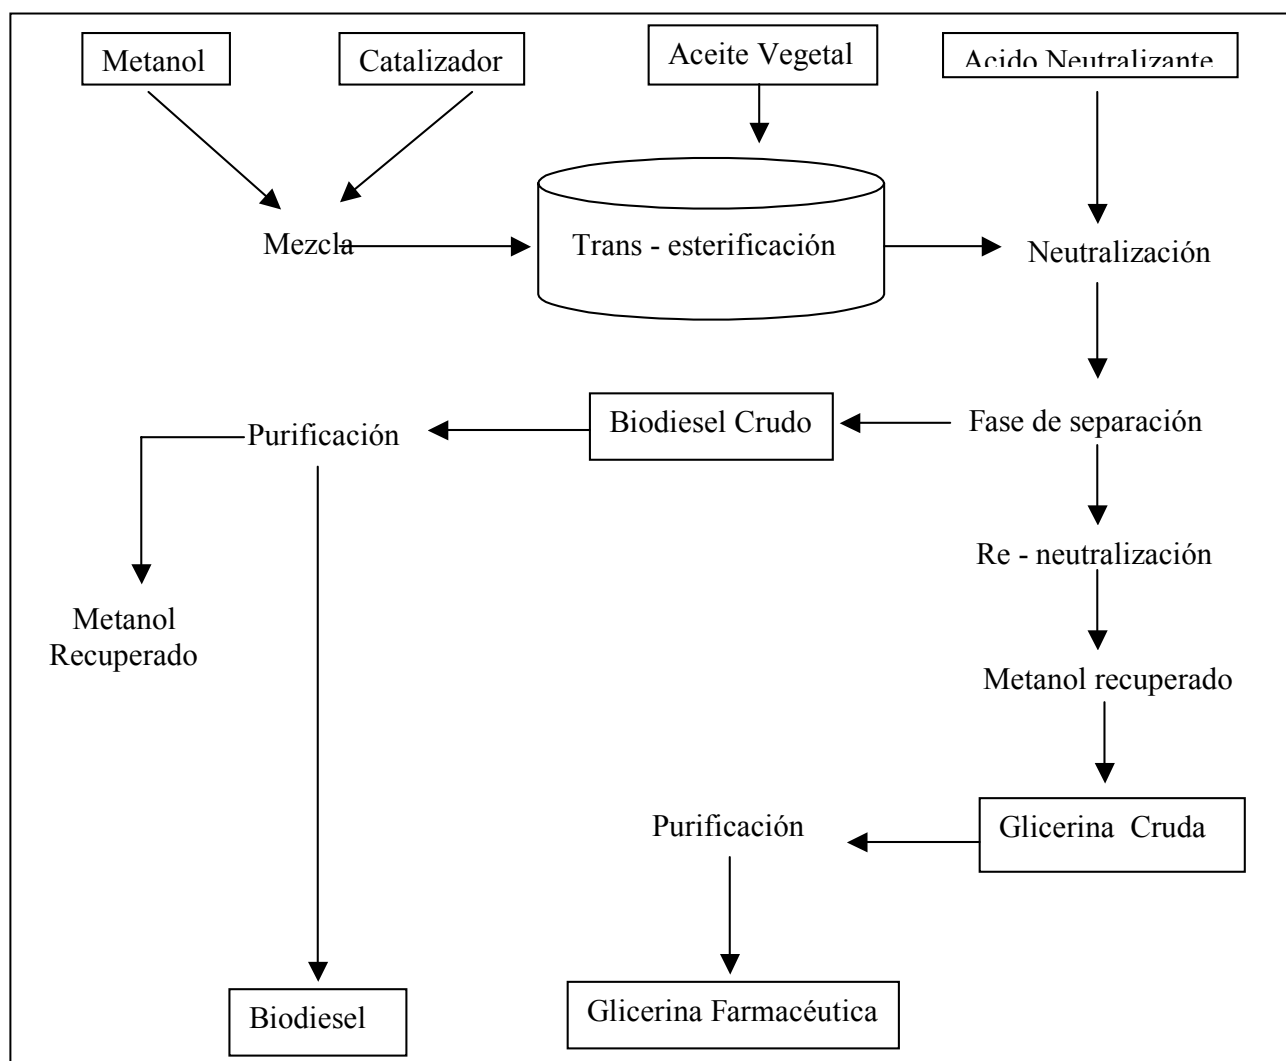 Metanol
Catalizador
Aceite Vegetal
Acido Neutralizante
Mezcla
Trans - esterificación
Neutralización
Purificación
Biodiesel Crudo
Fase de separación
Re - neutralización
Metanol
Recuperado
Metanol recuperado
Purificación
Glicerina Cruda
Biodiesel
Glicerina Farmacéutica